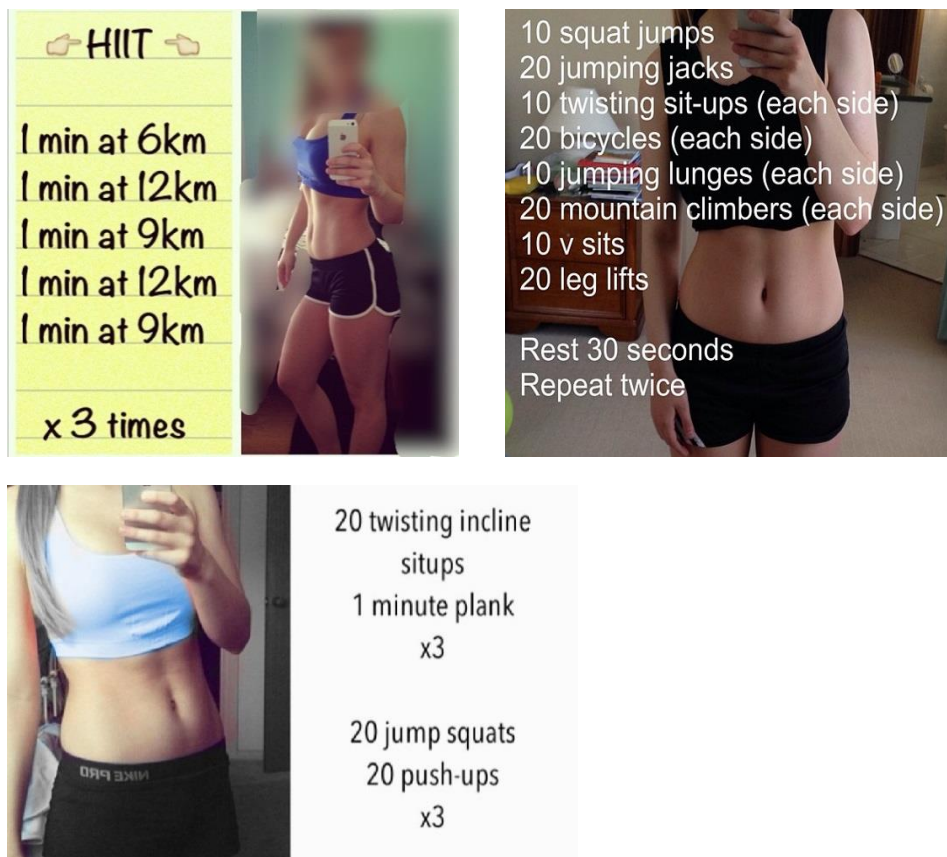 HIIT
1 min at 6km
1 min at 12km
1 min at 9km
1 min at 12km
1 min at 9km
x 3 times
10 squat jumps
20 jumping jacks
10 twisting sit-ups (each side)
20 bicycles (each side)
10 jumping lunges (each side)
20 mountain climbers (each side)
10 v sits
20 leg lifts
Rest 30 seconds
Repeat twice
NIKE PRO
20 twisting incline
situps
1 minute plank
x3
20 jump squats
20 push-ups
x3